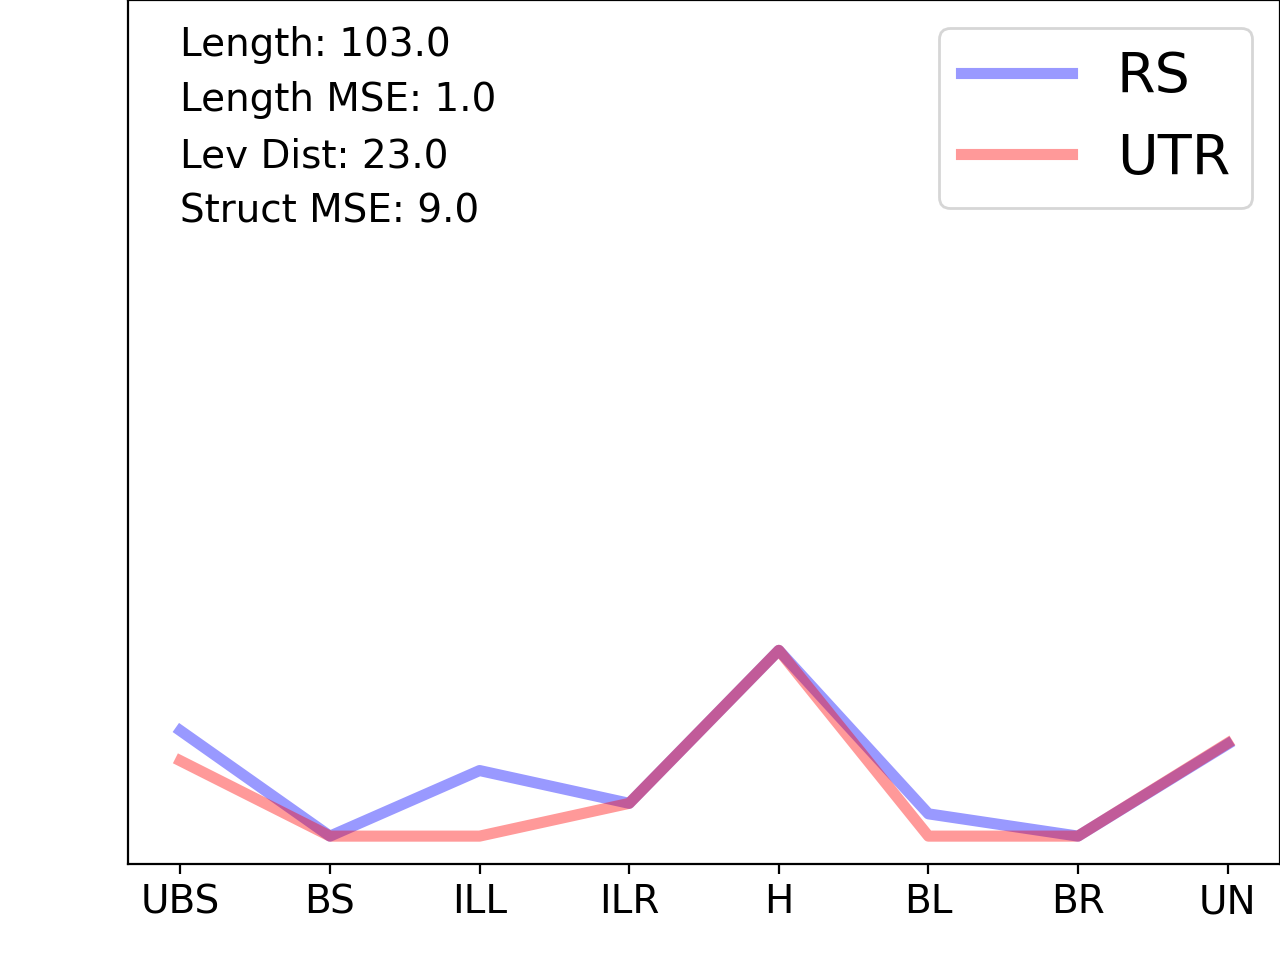 Length: 103.0
Length MSE: 1.0
Lev Dist: 23.0
Struct MSE: 9.0
RS
UTR
UBS BS ILL ILR H BL BR UN